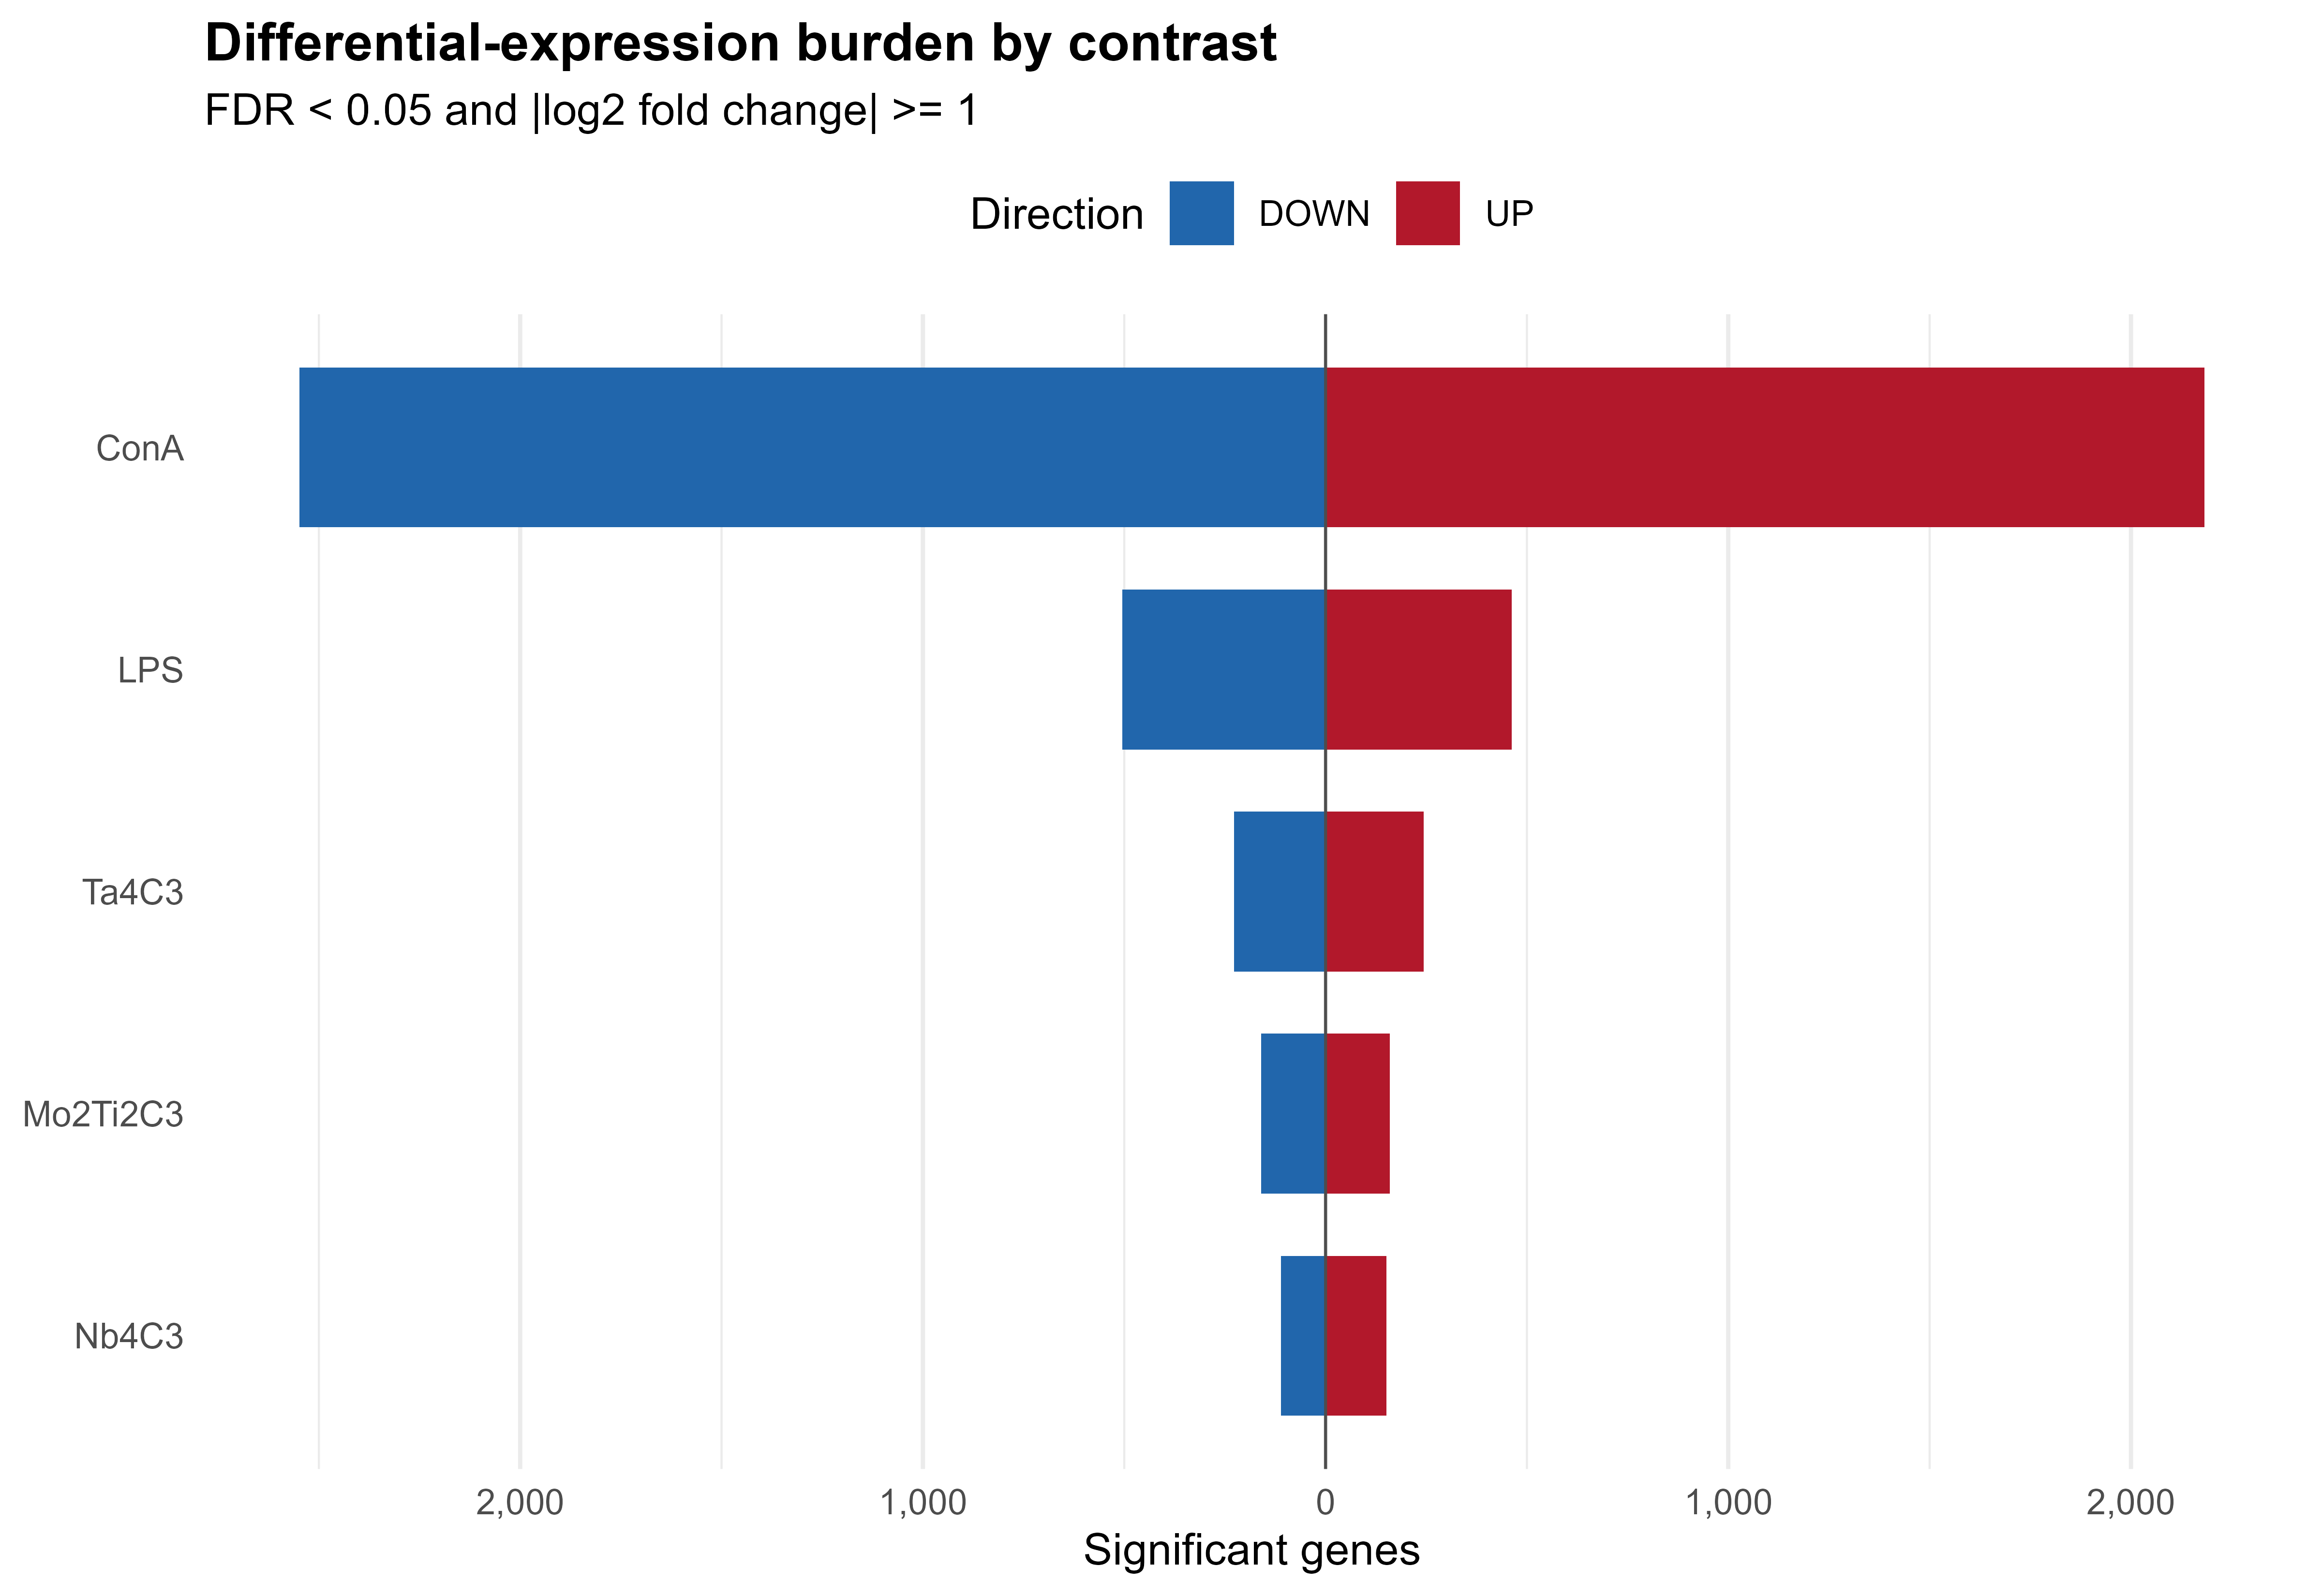 Differential-expression burden by contrast
FDR < 0.05 and |log2 fold change| >= 1
Direction DOWN UP
ConA
LPS
Ta4C3
Mo2Ti2C3
Nb4C3
2,000 1,000 0 1,000 2,000
Significant genes